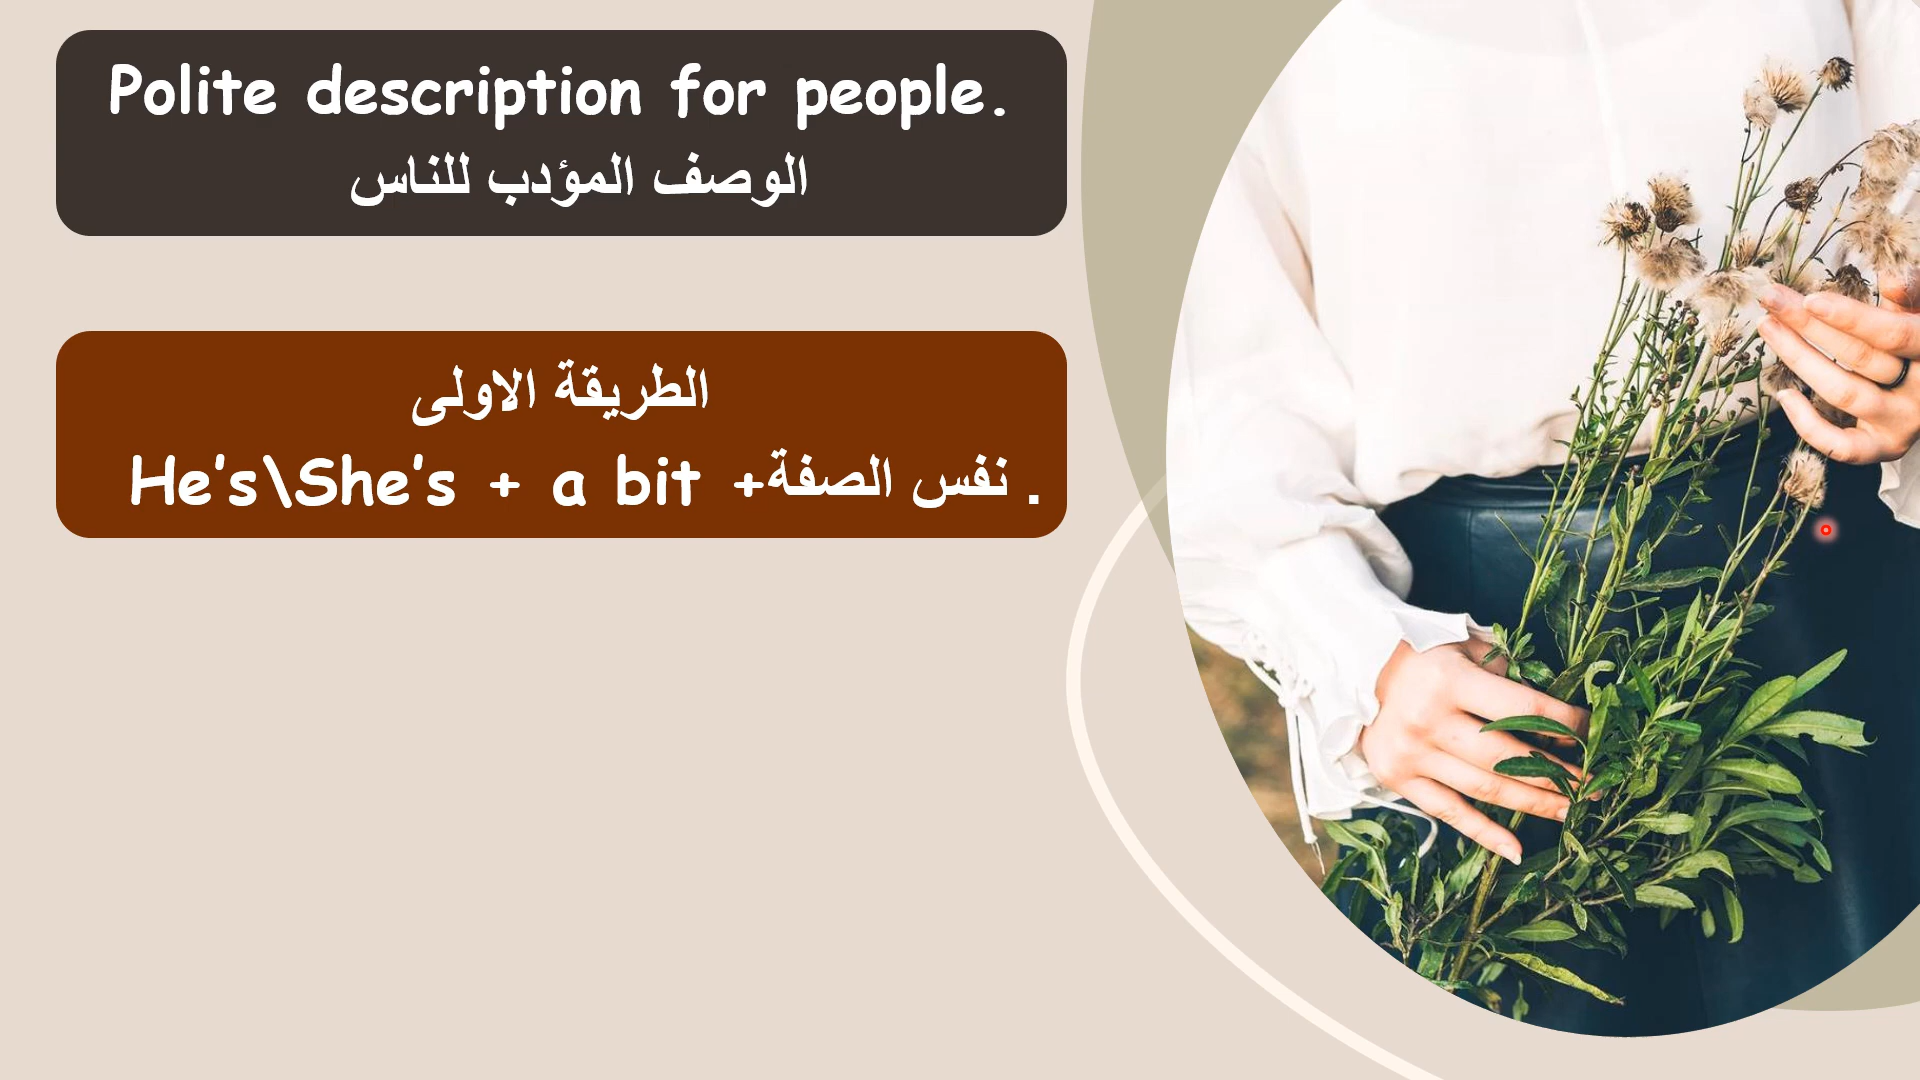 Polite description for people.
الوصف المؤدب للناس
الطريقة الاولى
He's\She's + a bit +نفس الصفة .